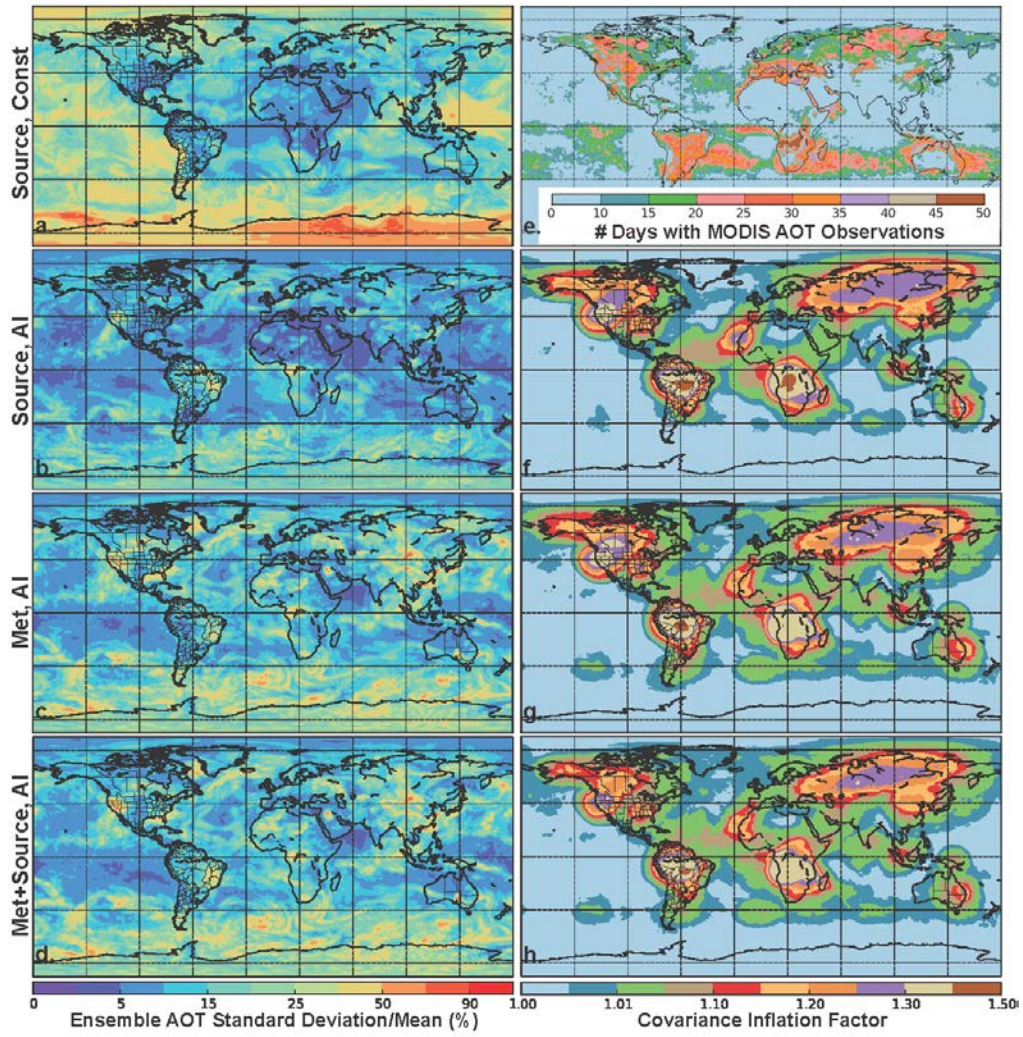 Source, Const
a.
e.
0 10 15 20 25 30 35 40 45 50
# Days with MODIS AOT Observations
Source, AI
b.
f.
Met, AI
c.
g.
Met+Source, AI
d.
h.
0 5 15 25 50 90 1.00 1.01 1.10 1.20 1.30 1.50
Ensemble AOT Standard Deviation/Mean (%)
Covariance Inflation Factor